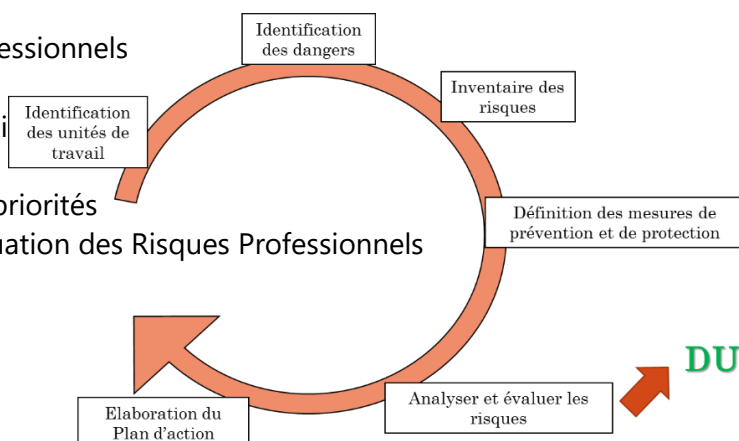 Identification
des dangers
essionnels
Inventaire des
risques
Identification
des unités de
travail
priorités
uation des Risques Professionnels
Définition des mesures de
prévention et de protection
DU
Analyser et évaluer les
risques
Elaboration du
Plan d'action